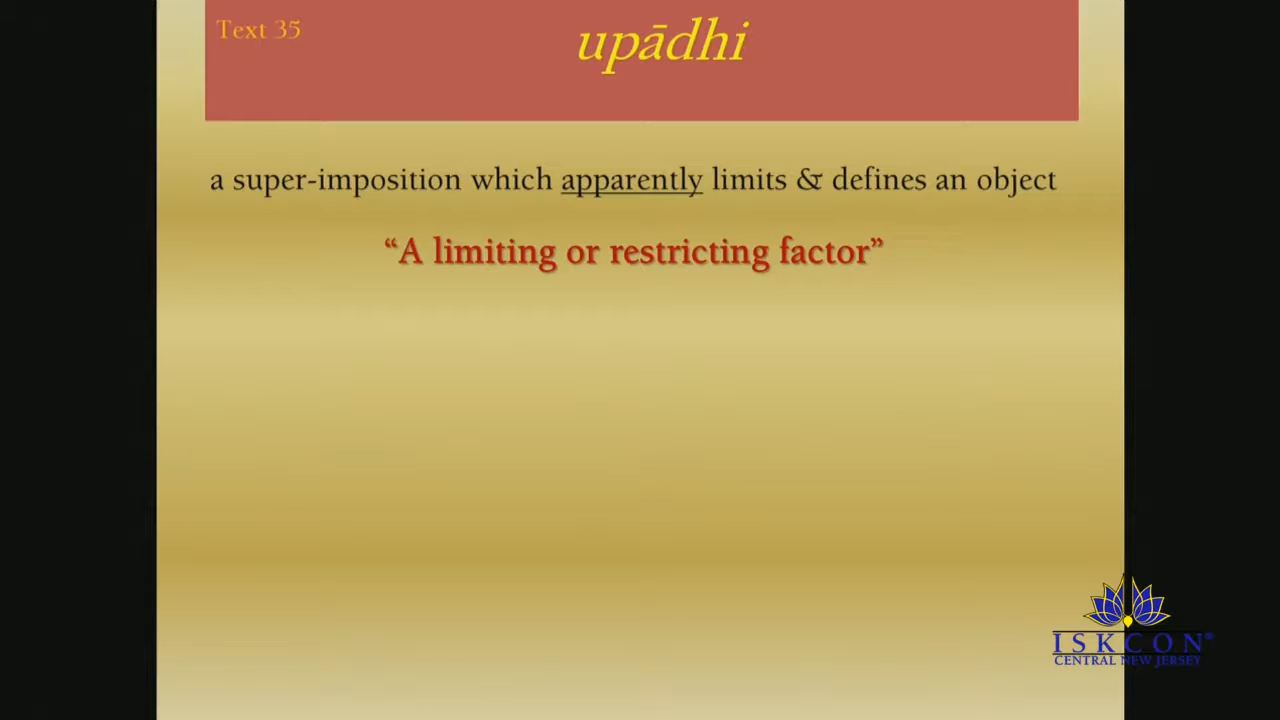 Text 35
upādhi
a super-imposition which apparently limits & defines an object
“A limiting or restricting factor”
ISKCON®
CENTRAL NEW JERSEY